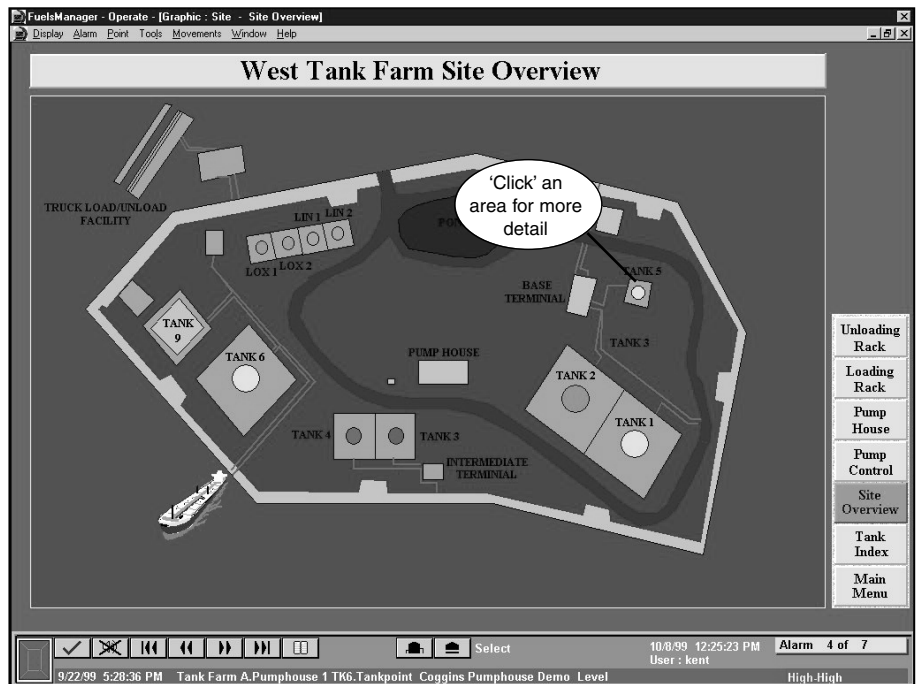 FuelsManager - Operate - [Graphic : Site - Site Overview]
Display Alarm Point Tools Movements Window Help
West Tank Farm Site Overview
'Click' an
area for more
detail
TRUCK LOAD/UNLOAD
FACILITY
LIN 1 LIN 2
LOX 1 LOX 2
TANK 5
BASE
TERMINIAL
TANK
9
TANK 6
PUMP HOUSE
TANK 3
TANK 2
TANK 1
TANK 4
TANK 3
INTERMEDIATE
TERMINIAL
Unloading
Rack
Loading
Rack
Pump
House
Pump
Control
Site
Overview
Tank
Index
Main
Menu
Select
10/8/99 12:25:23 PM
User : kent
Alarm 4 of 7
9/22/99 5:28:36 PM Tank Farm A.Pumphouse 1 TK6.Tankpoint Coggins Pumphouse Demo Level
High-High